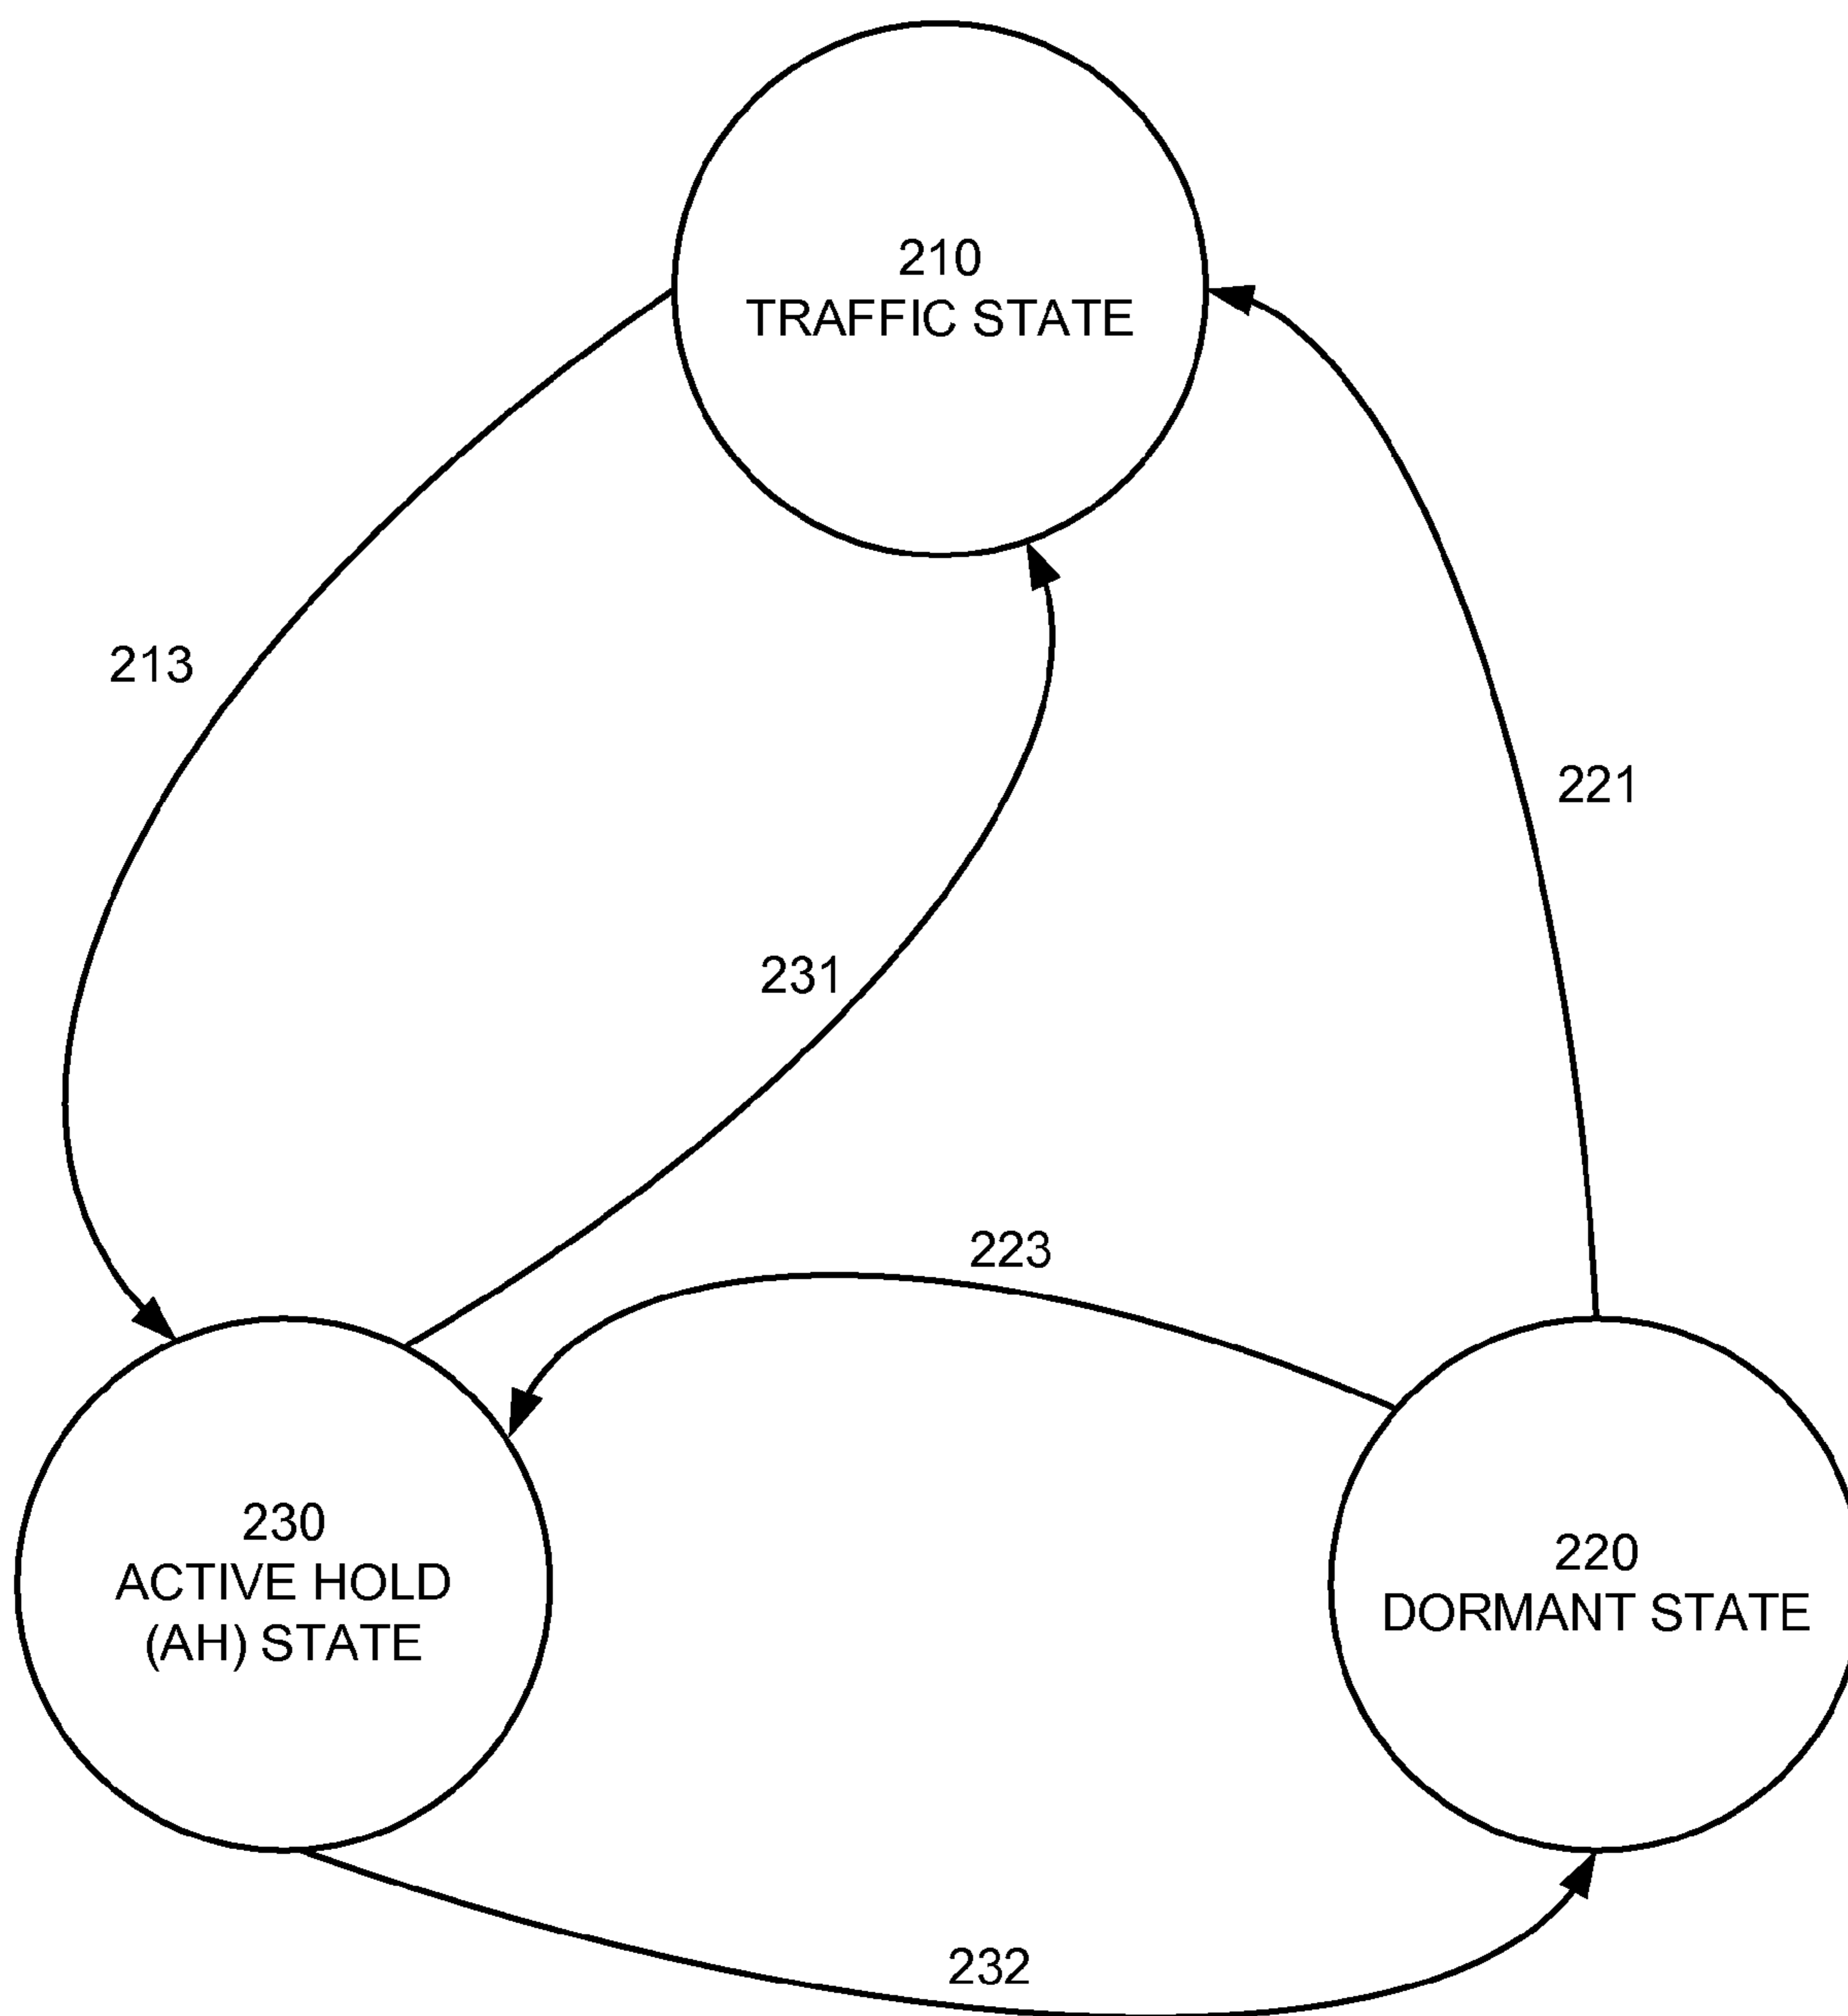 210
TRAFFIC STATE
213
221
231
223
230
ACTIVE HOLD
(AH) STATE
220
DORMANT STATE
232